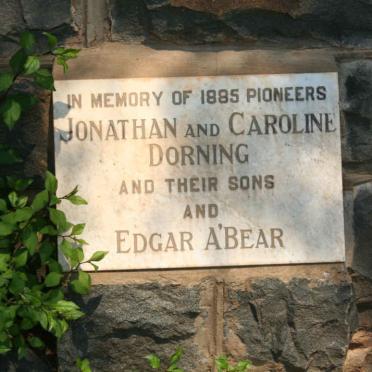 IN MEMORY OF 1885 PIONEERS
JONATHAN AND CAROLINE
DORNING
AND THEIR SONS
AND
EDGAR A'BEAR